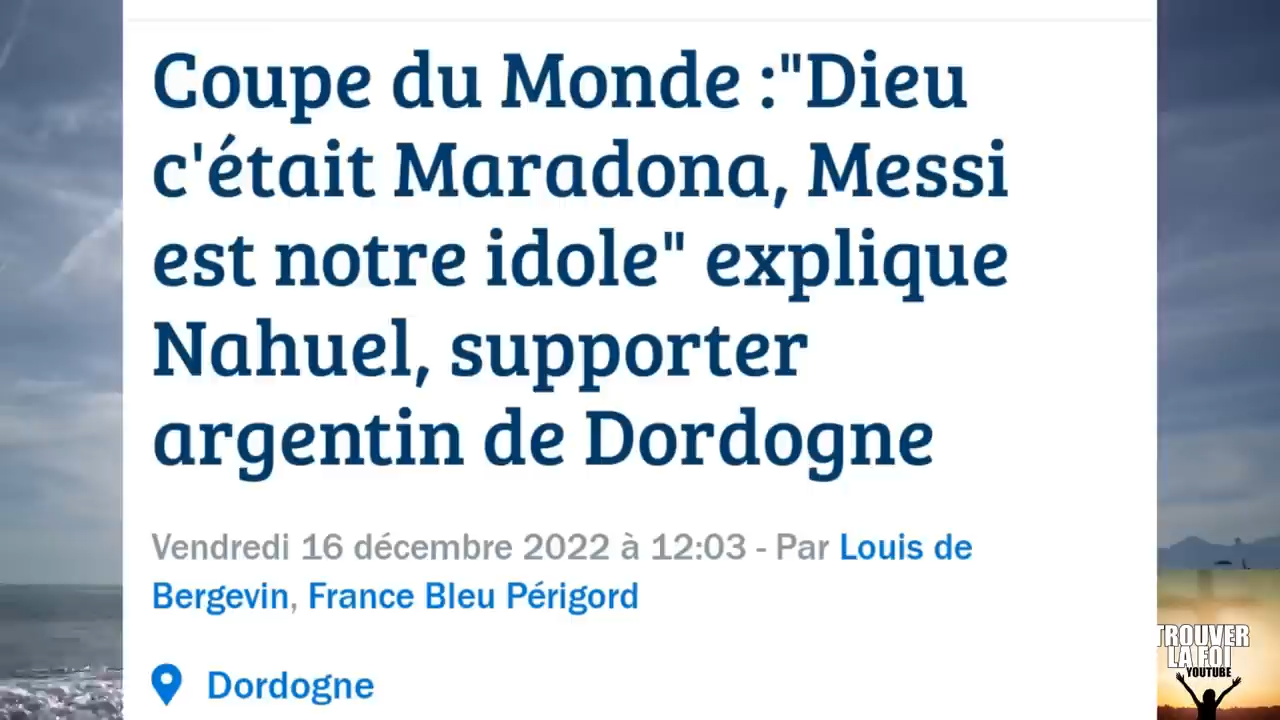 Coupe du Monde :"Dieu
c'était Maradona, Messi
est notre idole" explique
Nahuel, supporter
argentin de Dordogne
Vendredi 16 décembre 2022 à 12:03 - Par Louis de
Bergevin, France Bleu Périgord
Dordogne
TROUVER
LA FOI
YOUTUBE